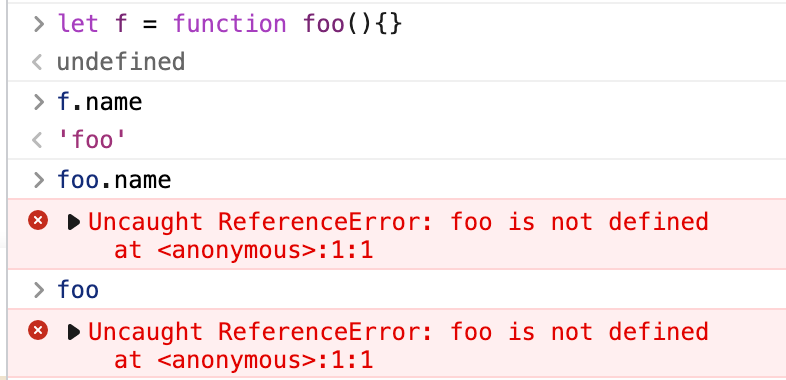 > let f = function foo(){}
< undefined
> f.name
< 'foo'
> foo.name
Uncaught ReferenceError: foo is not defined
at <anonymous>:1:1
> foo
Uncaught ReferenceError: foo is not defined
at <anonymous>:1:1